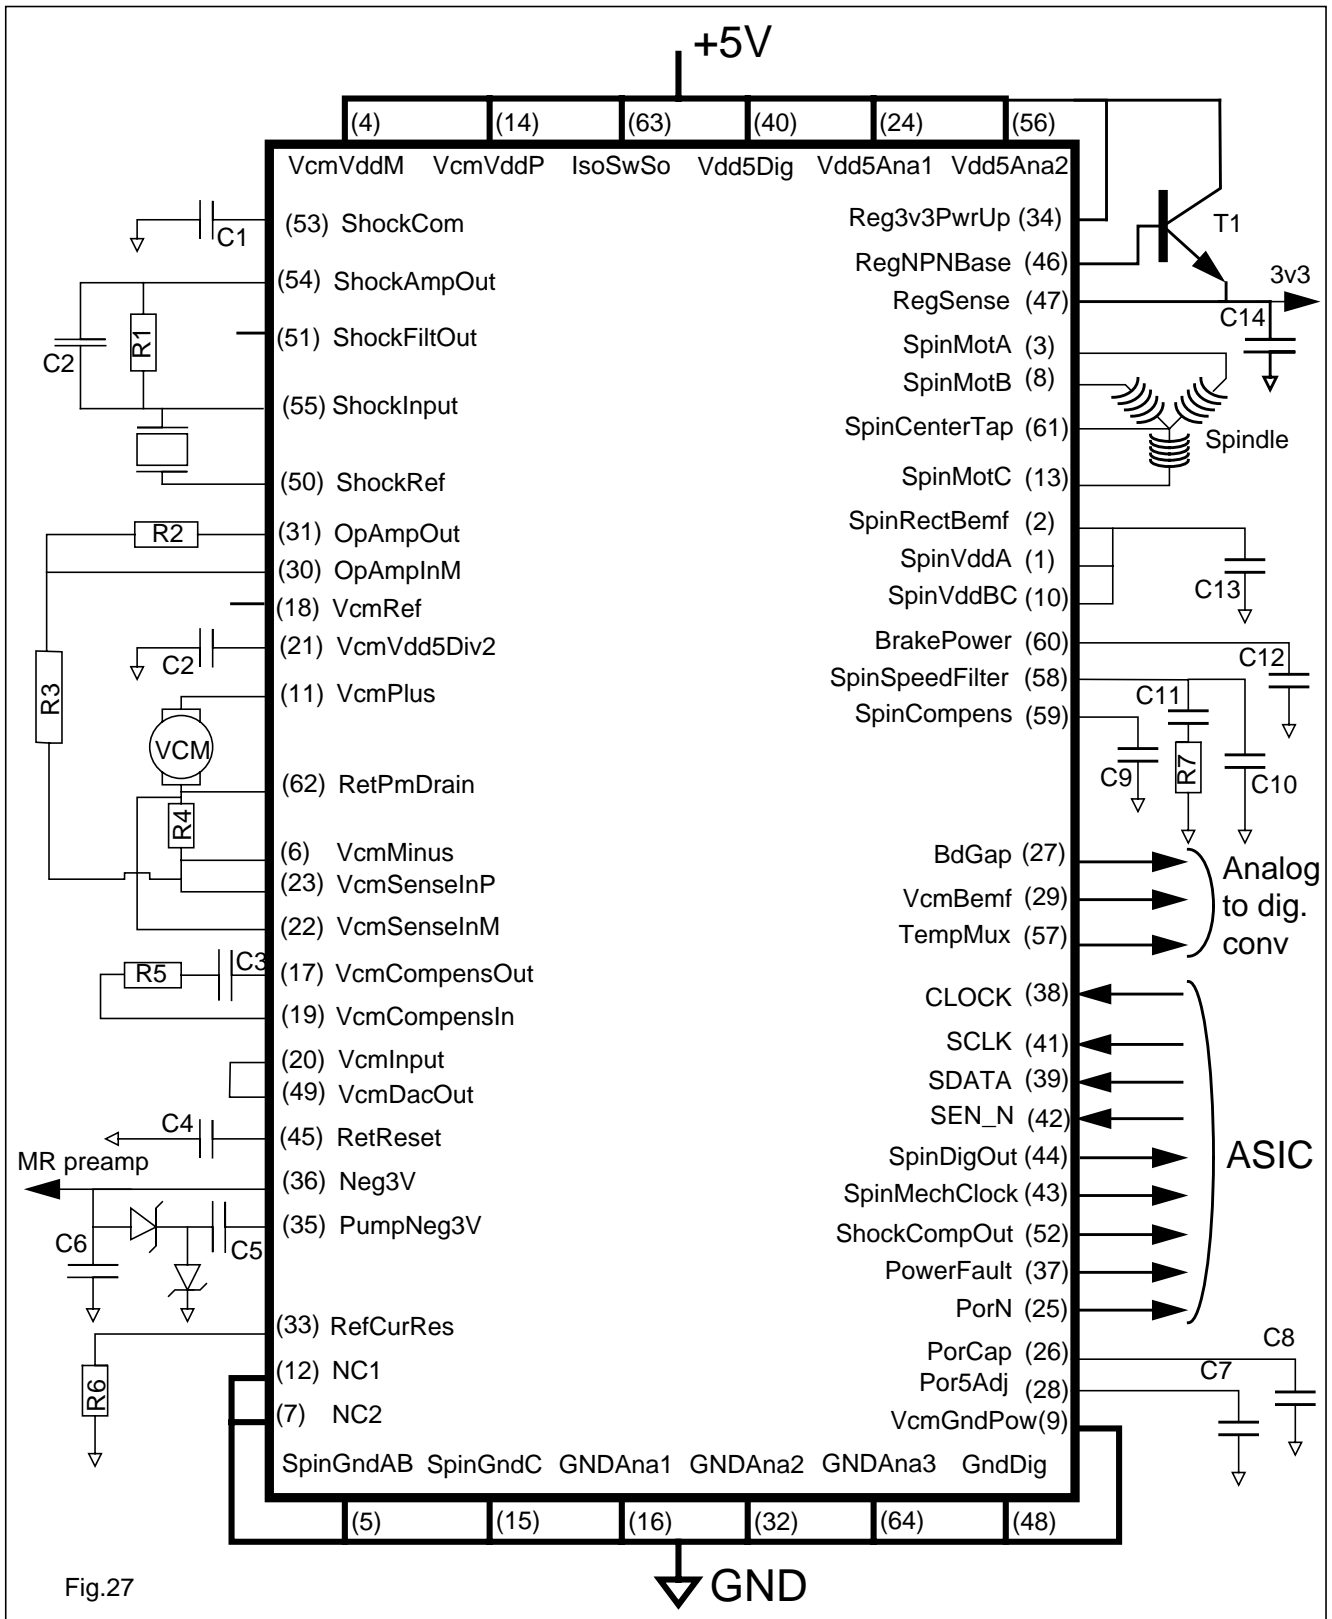 +5V
(4) (14) (63) (40) (24) (56)
VcmVddM VcmVddP IsoSwSo Vdd5Dig Vdd5Ana1 Vdd5Ana2
C1
(53) ShockCom
(54) ShockAmpOut
C2
R1
(51) ShockFiltOut
(55) ShockInput
(50) ShockRef
R2
(31) OpAmpOut
(30) OpAmpInM
(18) VcmRef
C2
(21) VcmVdd5Div2
R3
(11) VcmPlus
VCM
(62) RetPmDrain
R4
(6) VcmMinus
(23) VcmSenseInP
(22) VcmSenseInM
R5
C3
(17) VcmCompensOut
(19) VcmCompensIn
(20) VcmInput
(49) VcmDacOut
C4
(45) RetReset
MR preamp
(36) Neg3V
(35) PumpNeg3V
C6
C5
(33) RefCurRes
R6
(12) NC1
(7) NC2
Reg3v3PwrUp (34)
T1
RegNPNBase (46)
RegSense (47)
3v3
C14
SpinMotA (3)
SpinMotB (8)
SpinCenterTap (61)
Spindle
SpinMotC (13)
SpinRectBemf (2)
SpinVddA (1)
SpinVddBC (10)
C13
BrakePower (60)
C12
SpinSpeedFilter (58)
C11
SpinCompens (59)
C9
R7
C10
BdGap (27)
VcmBemf (29)
TempMux (57)
Analog
to dig.
conv
CLOCK (38)
SCLK (41)
SDATA (39)
SEN_N (42)
SpinDigOut (44)
SpinMechClock (43)
ShockCompOut (52)
PowerFault (37)
PorN (25)
ASIC
PorCap (26)
C8
Por5Adj (28)
C7
VcmGndPow(9)
SpinGndAB SpinGndC GNDAna1 GNDAna2 GNDAna3 GndDig
(5) (15) (16) (32) (64) (48)
GND
Fig.27